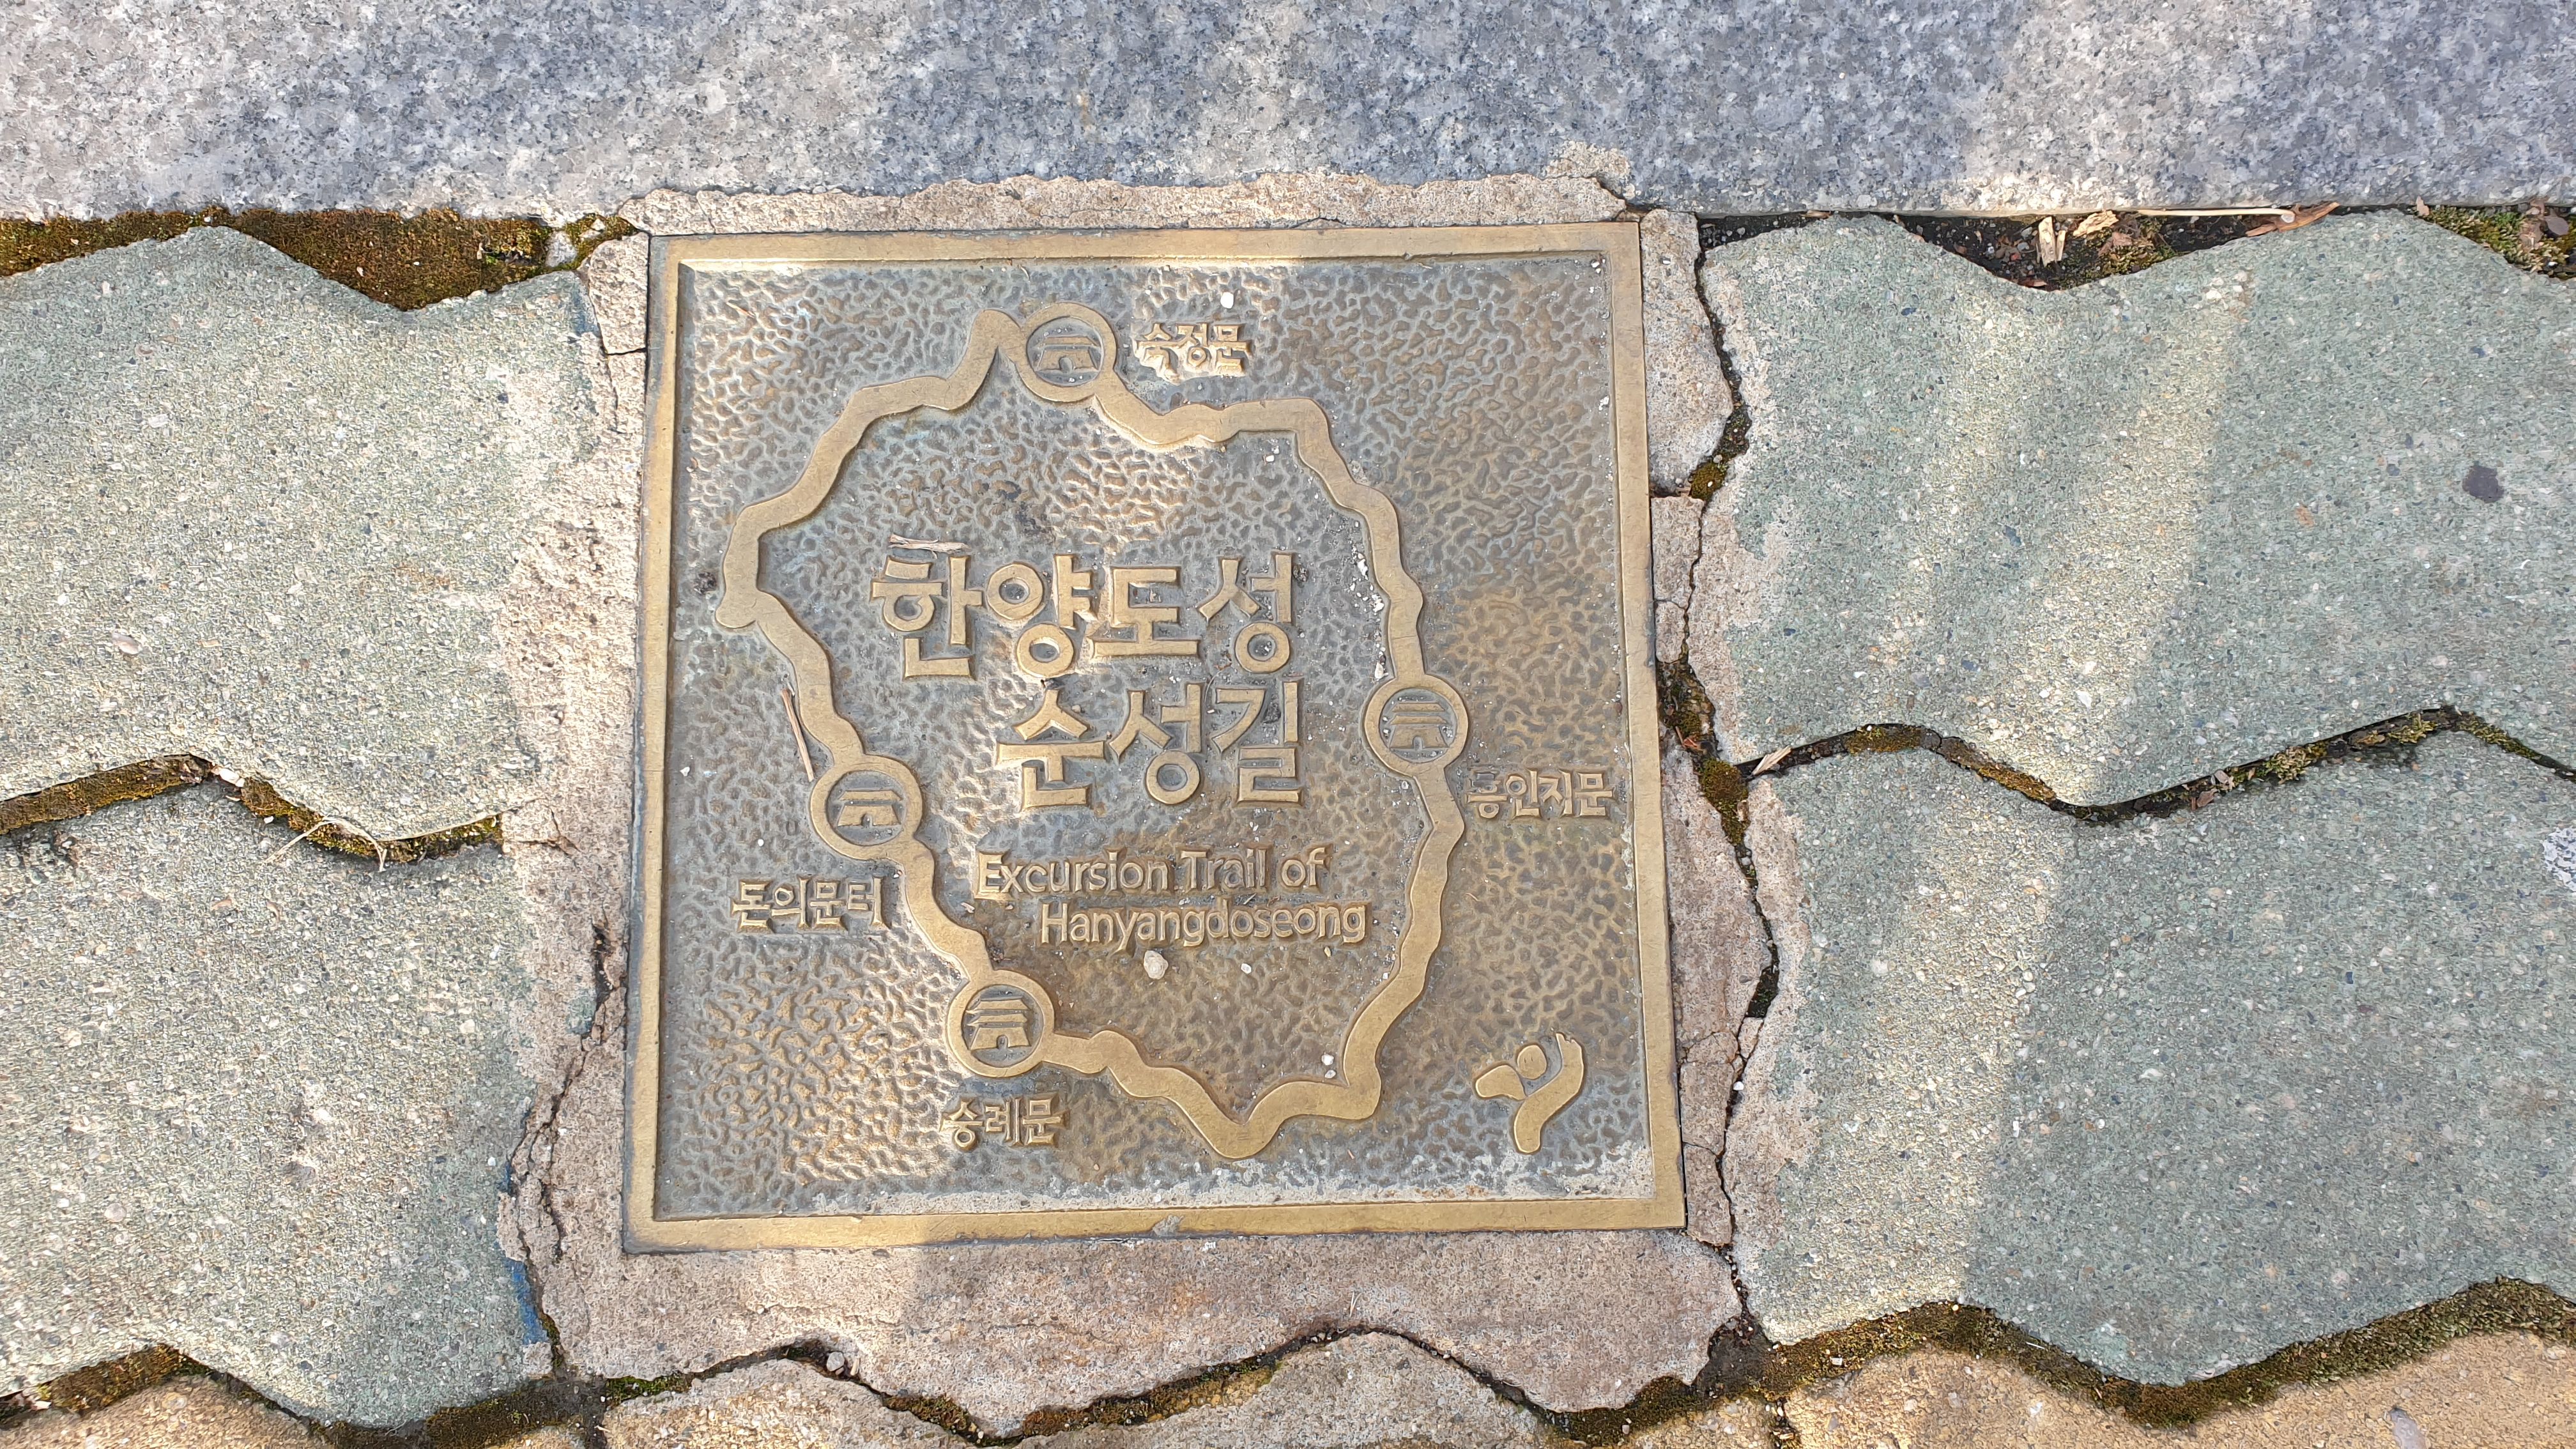 숙정문
한양도성
순성길
흥인지문
Excursion Trail of
Hanyangdoseong
돈의문터
숭례문